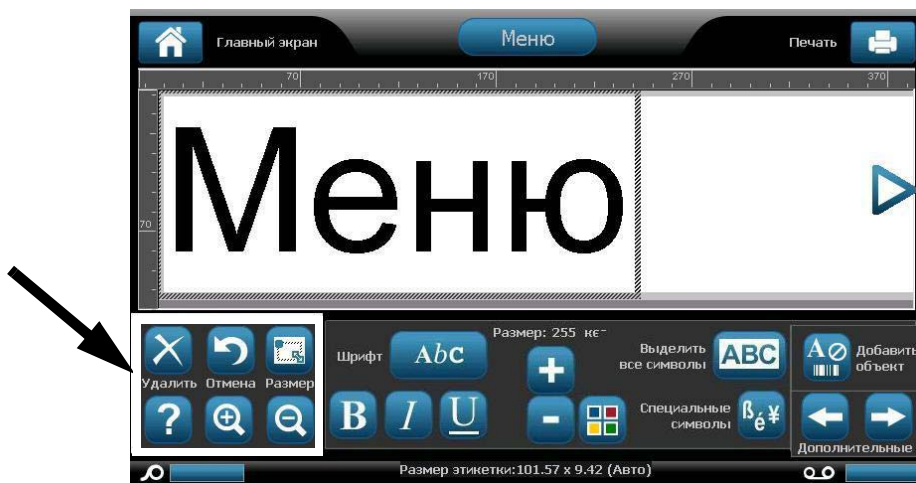 Главный экран
Меню
Печать
70
170
270
370
70
Меню
Удалить
Отмена
Размер
?
Шрифт
AbC
B
I
U
Размер: 255
+
-
Выделить
все символы
ABC
Специальные
символы
ßé¥
A
Добавить
объект
Дополнительные
Размер этикетки:101.57 x 9.42 (Авто)